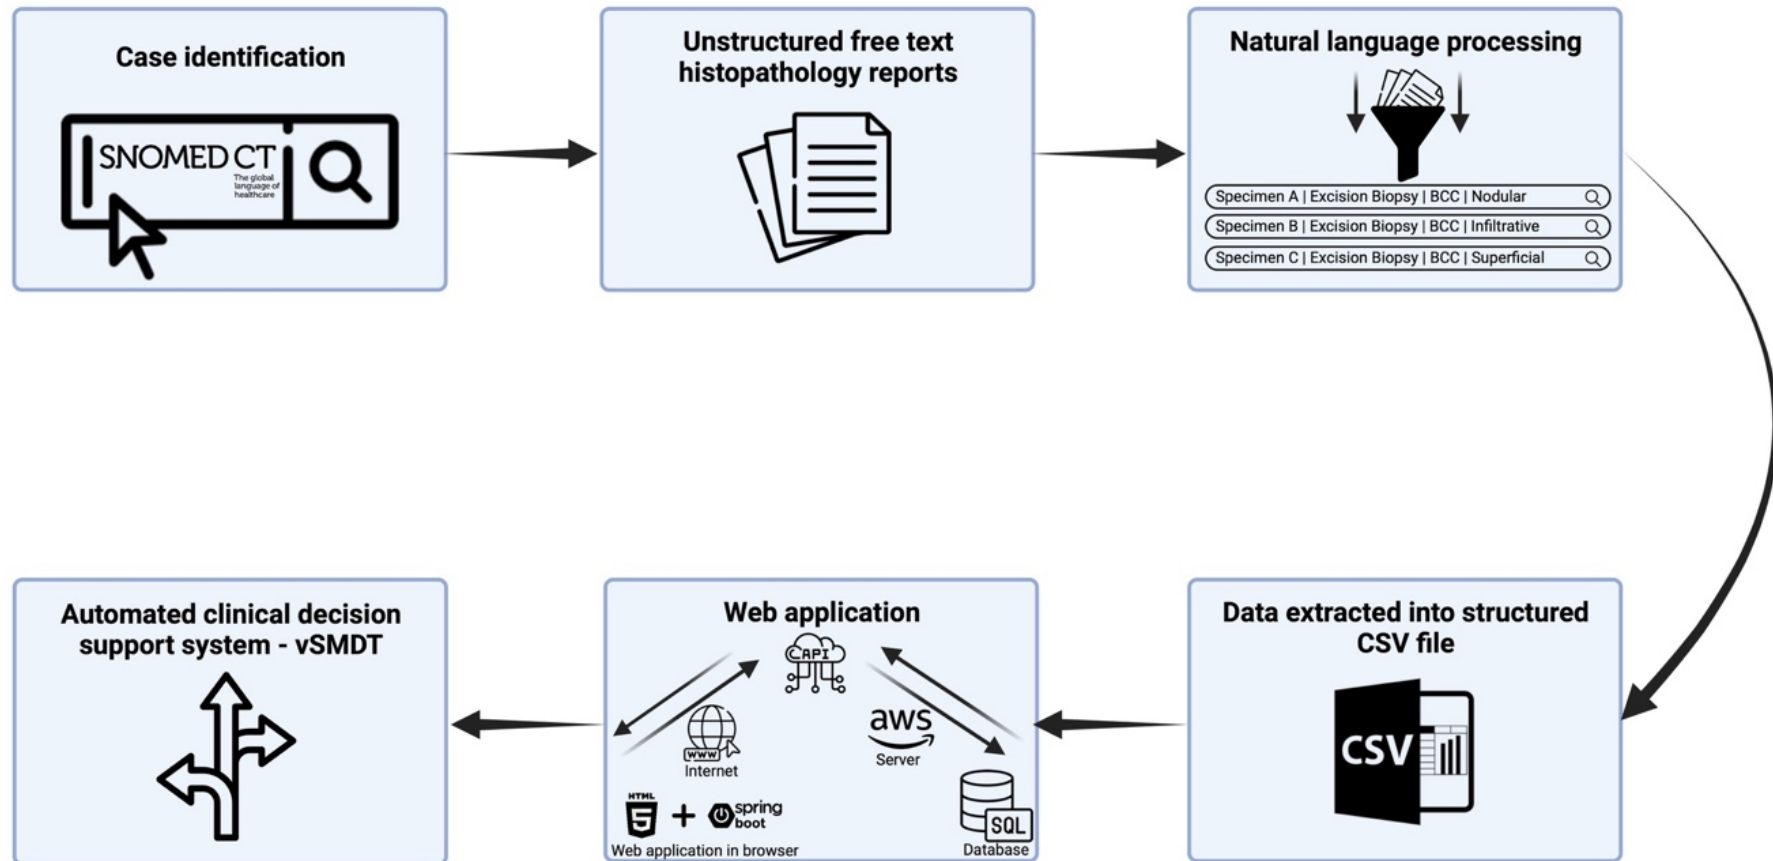 Case identification
SNOMED CT
The global
language of
healthcare
Unstructured free text
histopathology reports
Natural language processing
Specimen A | Excision Biopsy | BCC | Nodular
Specimen B | Excision Biopsy | BCC | Infiltrative
Specimen C | Excision Biopsy | BCC | Superficial
Data extracted into structured
CSV file
CSV
Web application
API
WWW
Internet
aws
Server
HTML
5
+
spring
boot
Web application in browser
SQL
Database
Automated clinical decision
support system - vSMDT